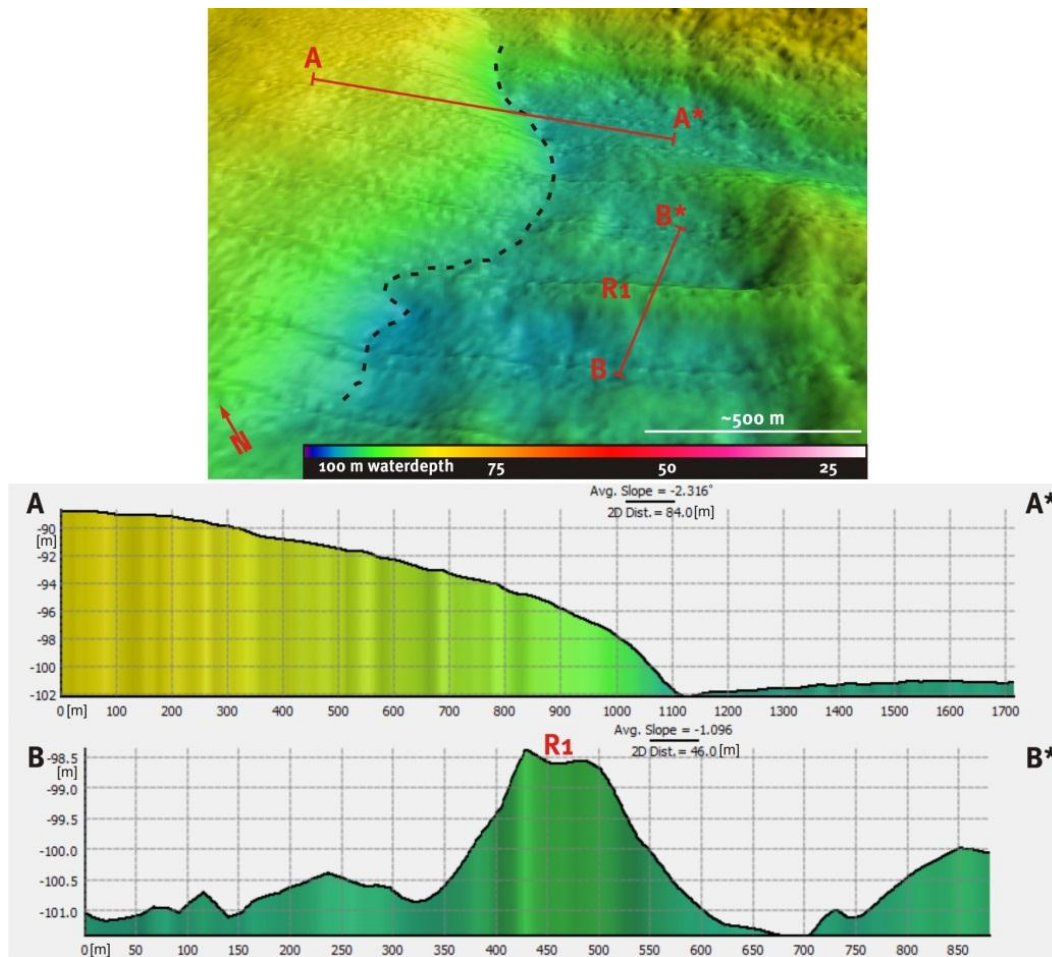 A
A*
B*
R1
B
N
~500 m
100 m waterdepth 75 50 25
A
Avg. Slope = -2.316°
2D Dist. = 84.0 [m]
A*
-90
[m]
-92
-94
-96
-98
-100
-102
0 [m] 100 200 300 400 500 600 700 800 900 1000 1100 1200 1300 1400 1500 1600 1700
B
R1
Avg. Slope = -1.096
2D Dist. = 46.0 [m]
B*
-98.5
[m]
-99.0
-99.5
-100.0
-100.5
-101.0
0 [m] 50 100 150 200 250 300 350 400 450 500 550 600 650 700 750 800 850